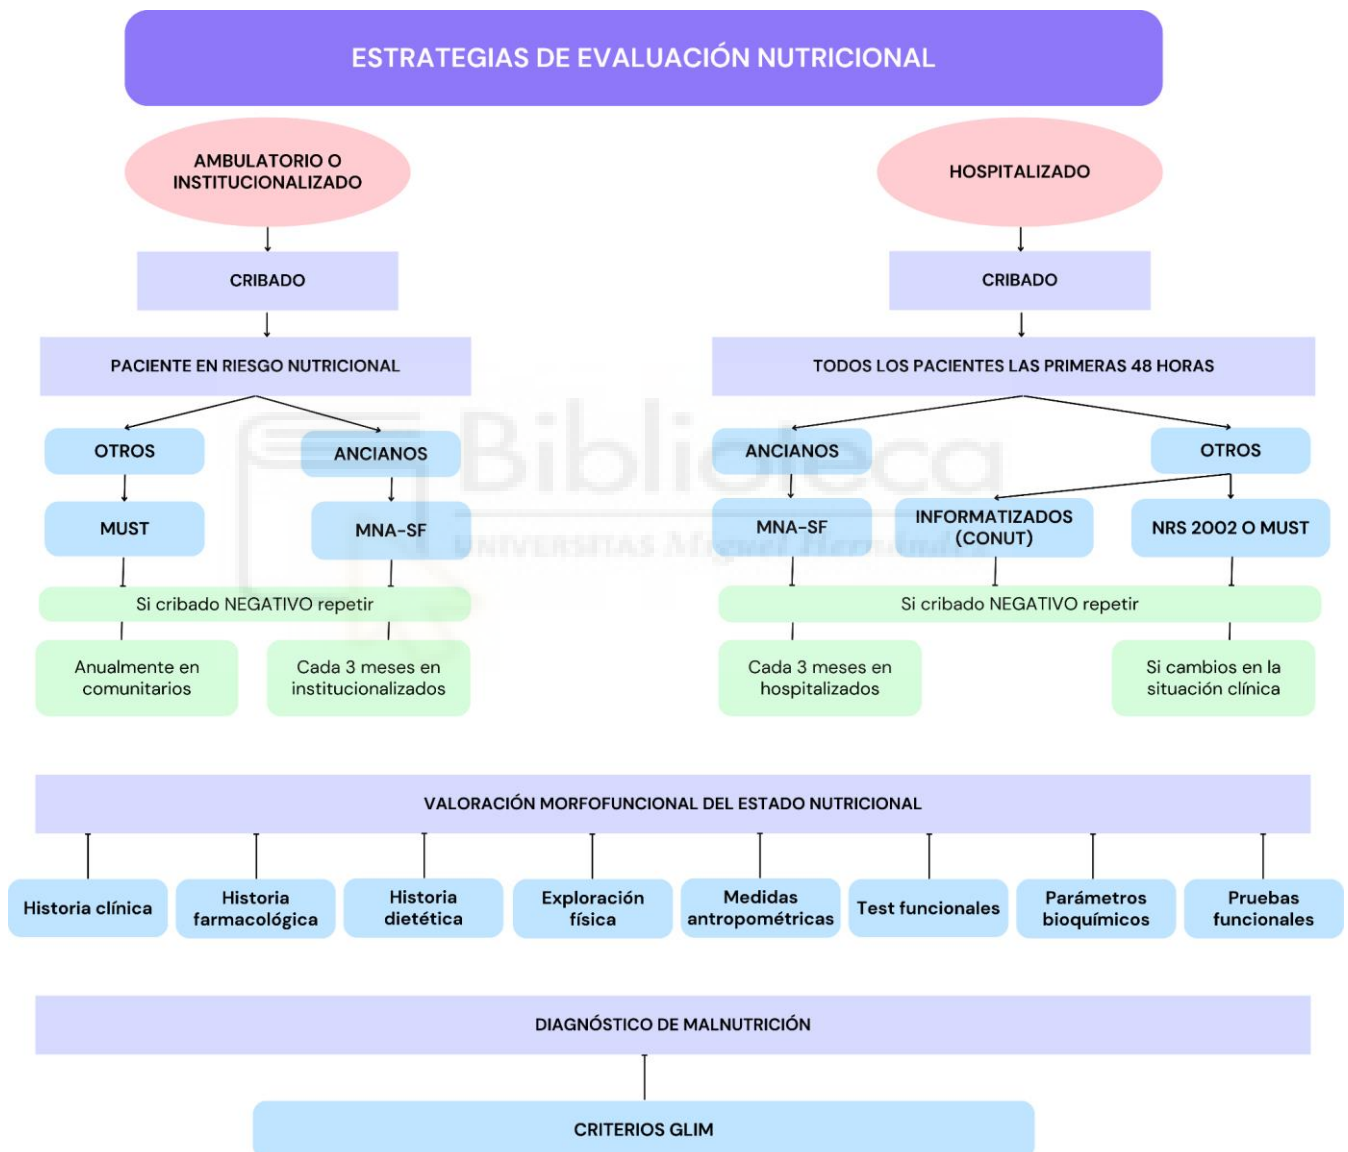 ESTRATEGIAS DE EVALUACIÓN NUTRICIONAL
AMBULATORIO O
INSTITUCIONALIZADO
HOSPITALIZADO
CRIBADO
CRIBADO
PACIENTE EN RIESGO NUTRICIONAL
TODOS LOS PACIENTES LAS PRIMERAS 48 HORAS
OTROS
ANCIANOS
ANCIANOS
OTROS
MUST
MNA-SF
MNA-SF
INFORMATIZADOS
(CONUT)
NRS 2002 O MUST
Biblioteca
UNIVERSITAS Miguel Hernández
Si cribado NEGATIVO repetir
Si cribado NEGATIVO repetir
Anualmente en
comunitarios
Cada 3 meses en
institucionalizados
Cada 3 meses en
hospitalizados
Si cambios en la
situación clínica
VALORACIÓN MORFOFUNCIONAL DEL ESTADO NUTRICIONAL
Historia clínica
Historia
farmacológica
Historia
dietética
Exploración
física
Medidas
antropométricas
Test funcionales
Parámetros
bioquímicos
Pruebas
funcionales
DIAGNÓSTICO DE MALNUTRICIÓN
CRITERIOS GLIM